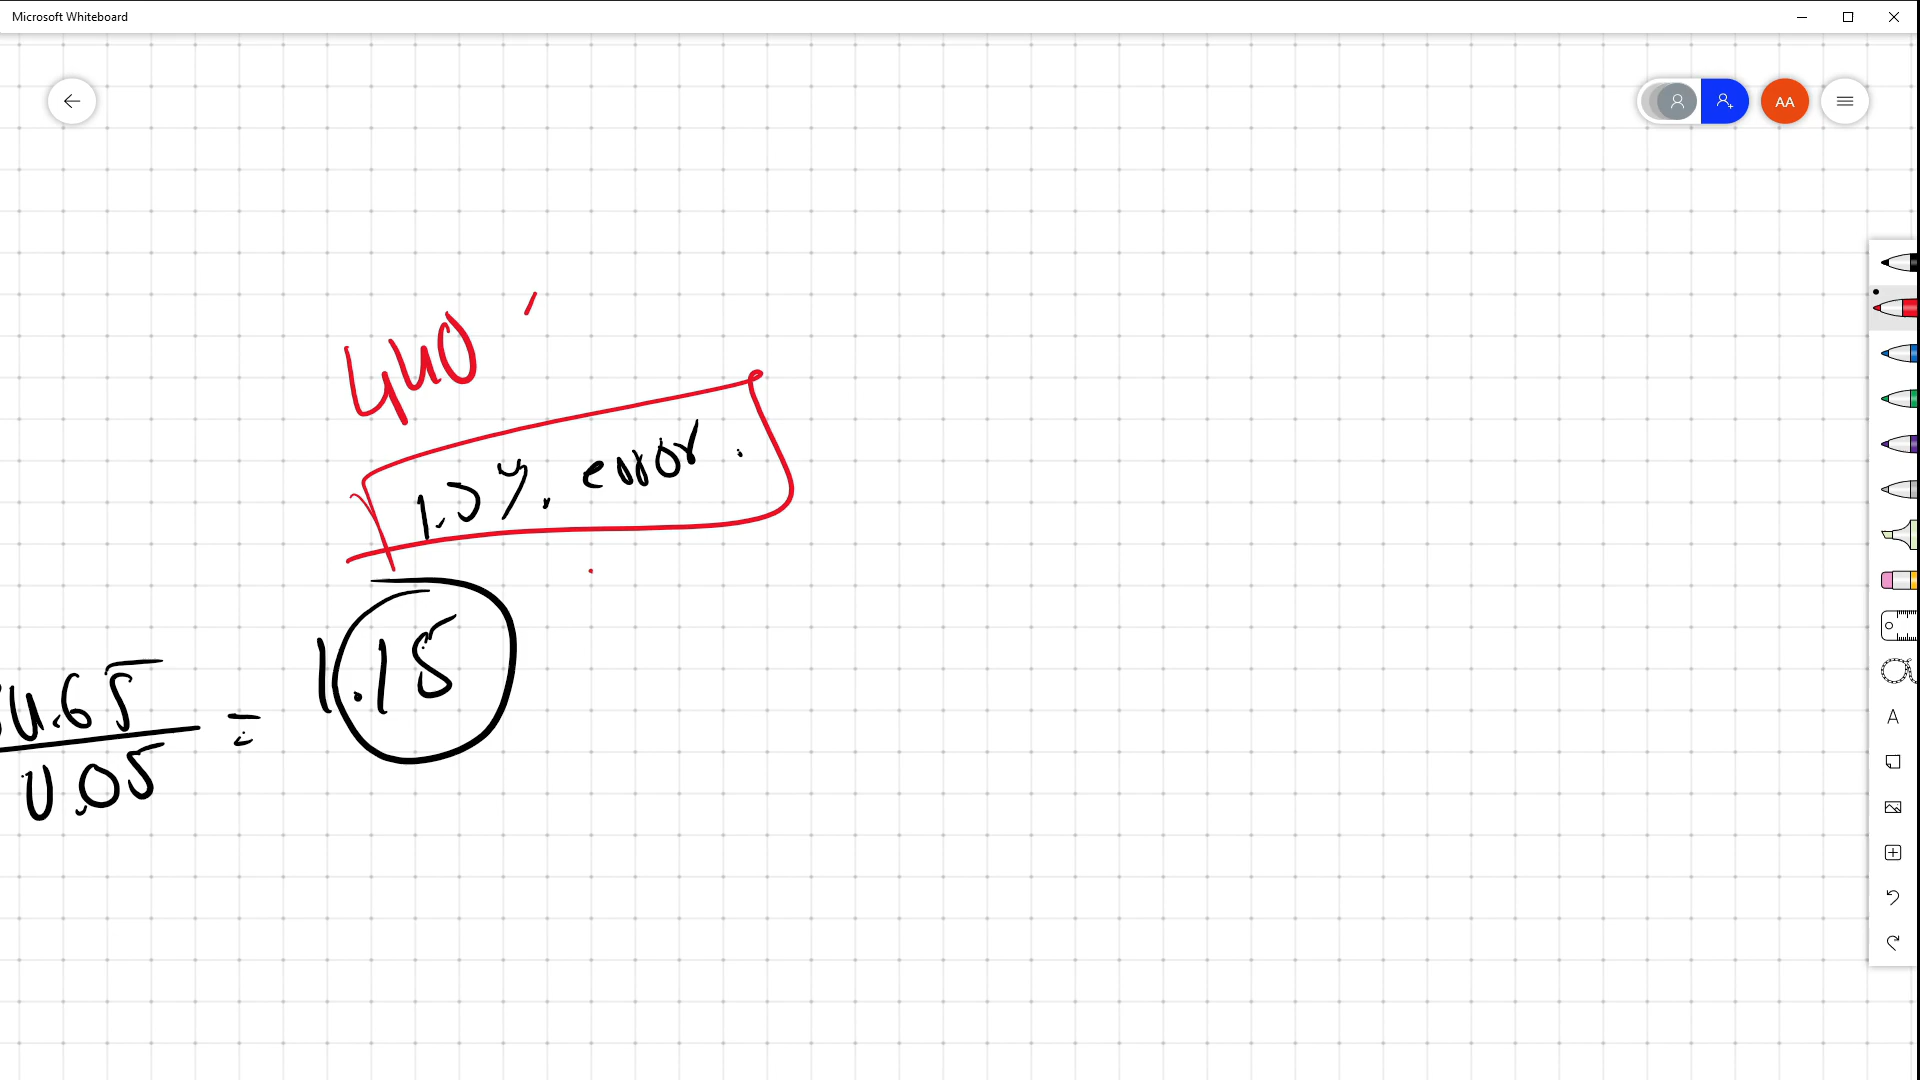 Microsoft Whiteboard
AA
440
1.5%. error.
4.65
0.05
=
1.15
A